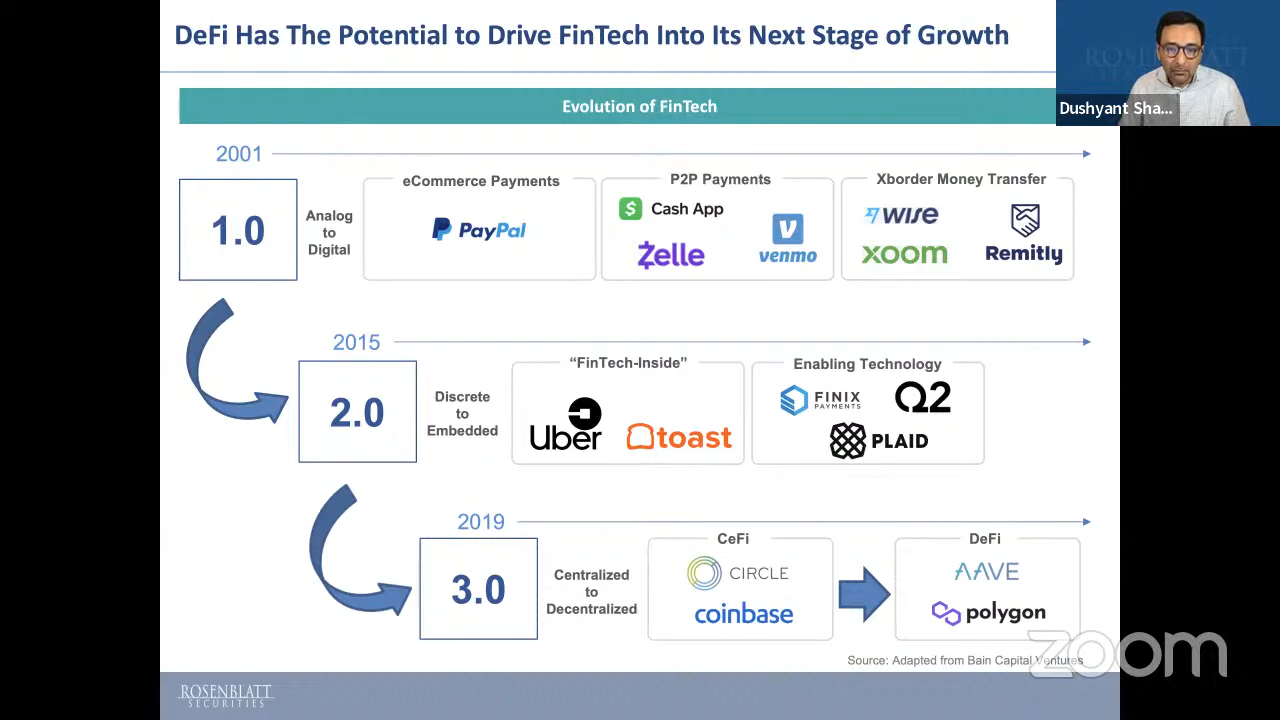 DeFi Has The Potential to Drive FinTech Into Its Next Stage of Growth
ROSENBLATT
Dushyant Sha...
Evolution of FinTech
2001
1.0
Analog
to
Digital
eCommerce Payments
PayPal
P2P Payments
$ Cash App
Zelle
V
venmo
Xborder Money Transfer
WISE
xoom
Remitly
2015
2.0
Discrete
to
Embedded
“FinTech-Inside”
Uber
toast
Enabling Technology
FINIX
PAYMENTS
Q2
PLAID
2019
3.0
Centralized
to
Decentralized
CeFi
CIRCLE
coinbase
DeFi
AAVE
polygon
Source: Adapted from Bain Capital Ventures
zoom
ROSENBLATT
SECURITIES